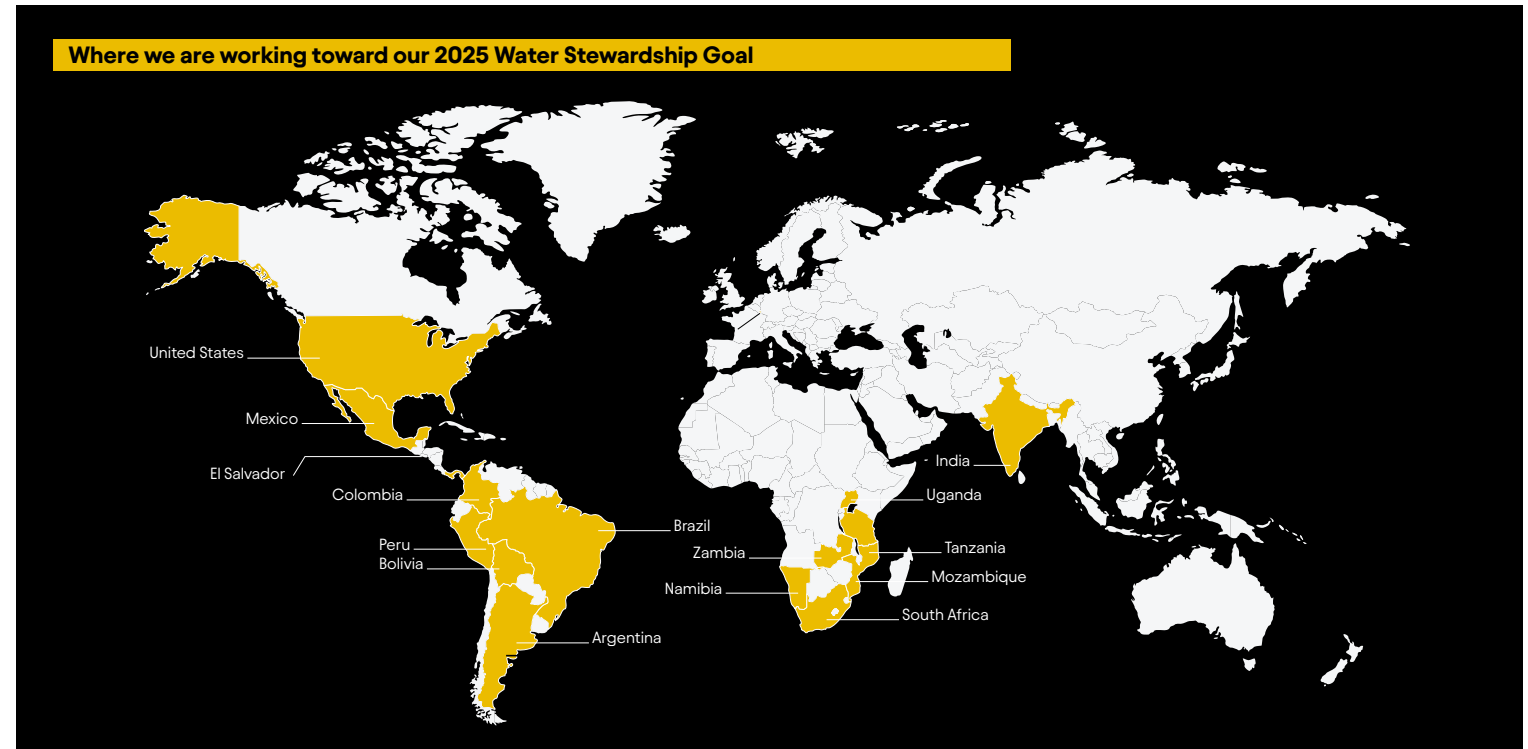 Where we are working toward our 2025 Water Stewardship Goal
United States
Mexico
El Salvador
Colombia
Peru
Bolivia
Brazil
Argentina
India
Uganda
Zambia
Tanzania
Namibia
Mozambique
South Africa